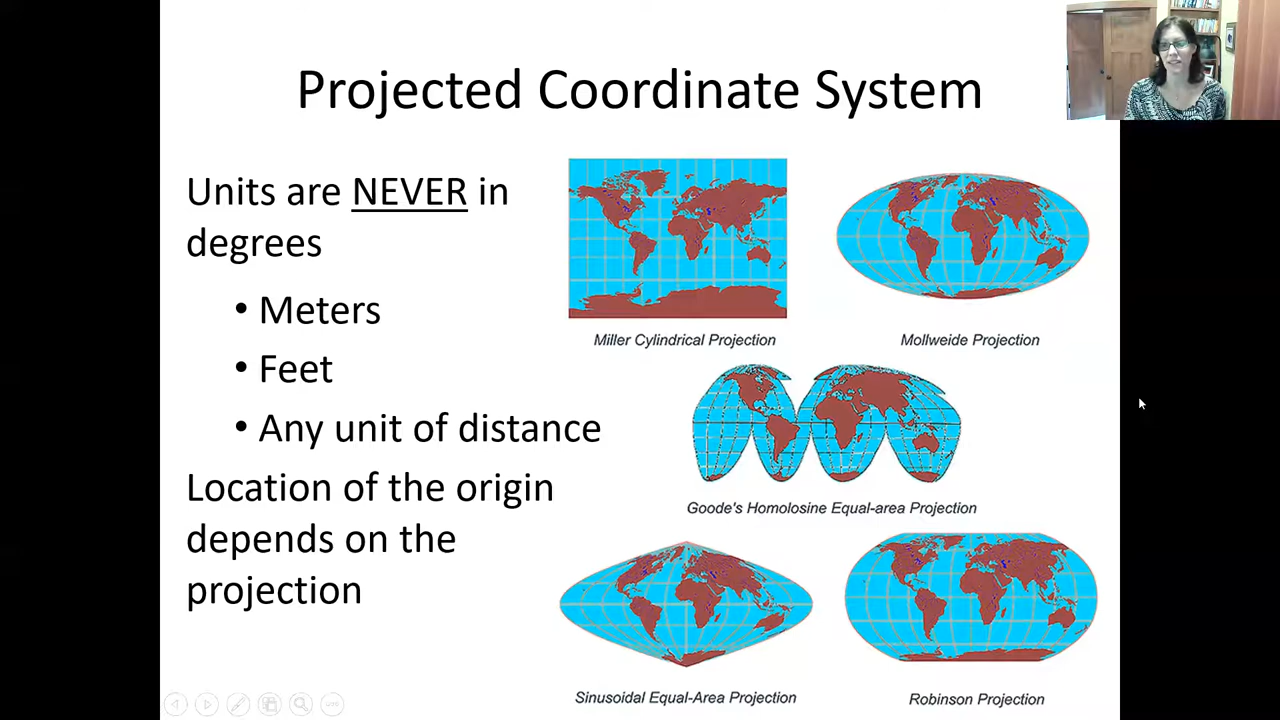 Projected Coordinate System
Units are NEVER in
degrees
• Meters
• Feet
• Any unit of distance
Location of the origin
depends on the
projection
Miller Cylindrical Projection
Mollweide Projection
Goode's Homolosine Equal-area Projection
Sinusoidal Equal-Area Projection
Robinson Projection